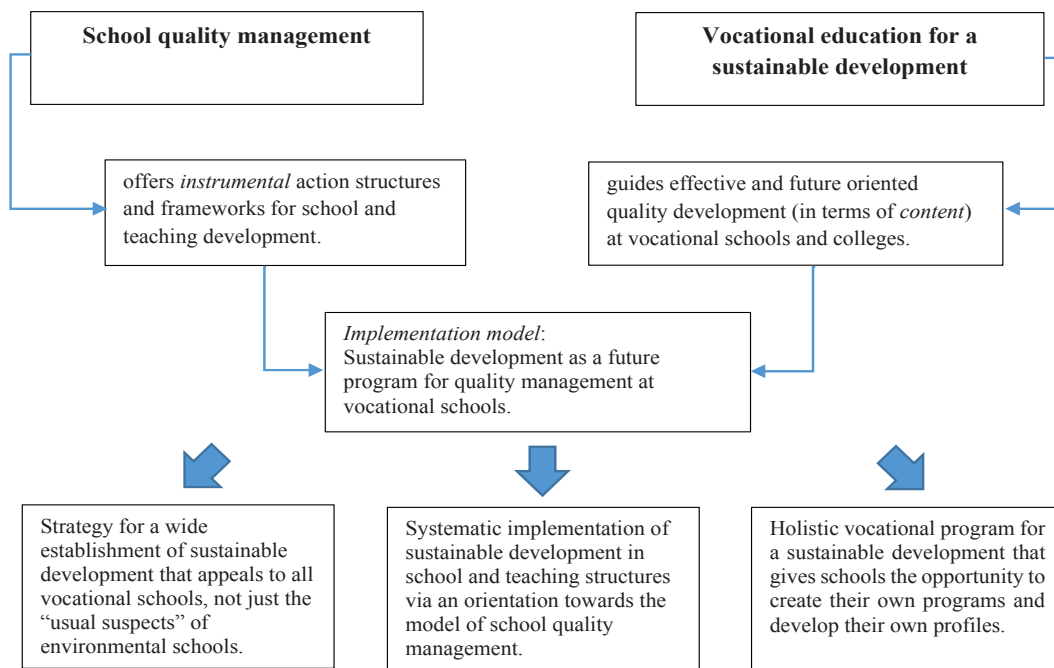 School quality management
Vocational education for a
sustainable development
offers instrumental action structures
and frameworks for school and
teaching development.
guides effective and future oriented
quality development (in terms of content)
at vocational schools and colleges.
Implementation model:
Sustainable development as a future
program for quality management at
vocational schools.
Strategy for a wide
establishment of sustainable
development that appeals to all
vocational schools, not just the
“usual suspects” of
environmental schools.
Systematic implementation of
sustainable development in
school and teaching structures
via an orientation towards the
model of school quality
management.
Holistic vocational program for
a sustainable development that
gives schools the opportunity to
create their own programs and
develop their own profiles.